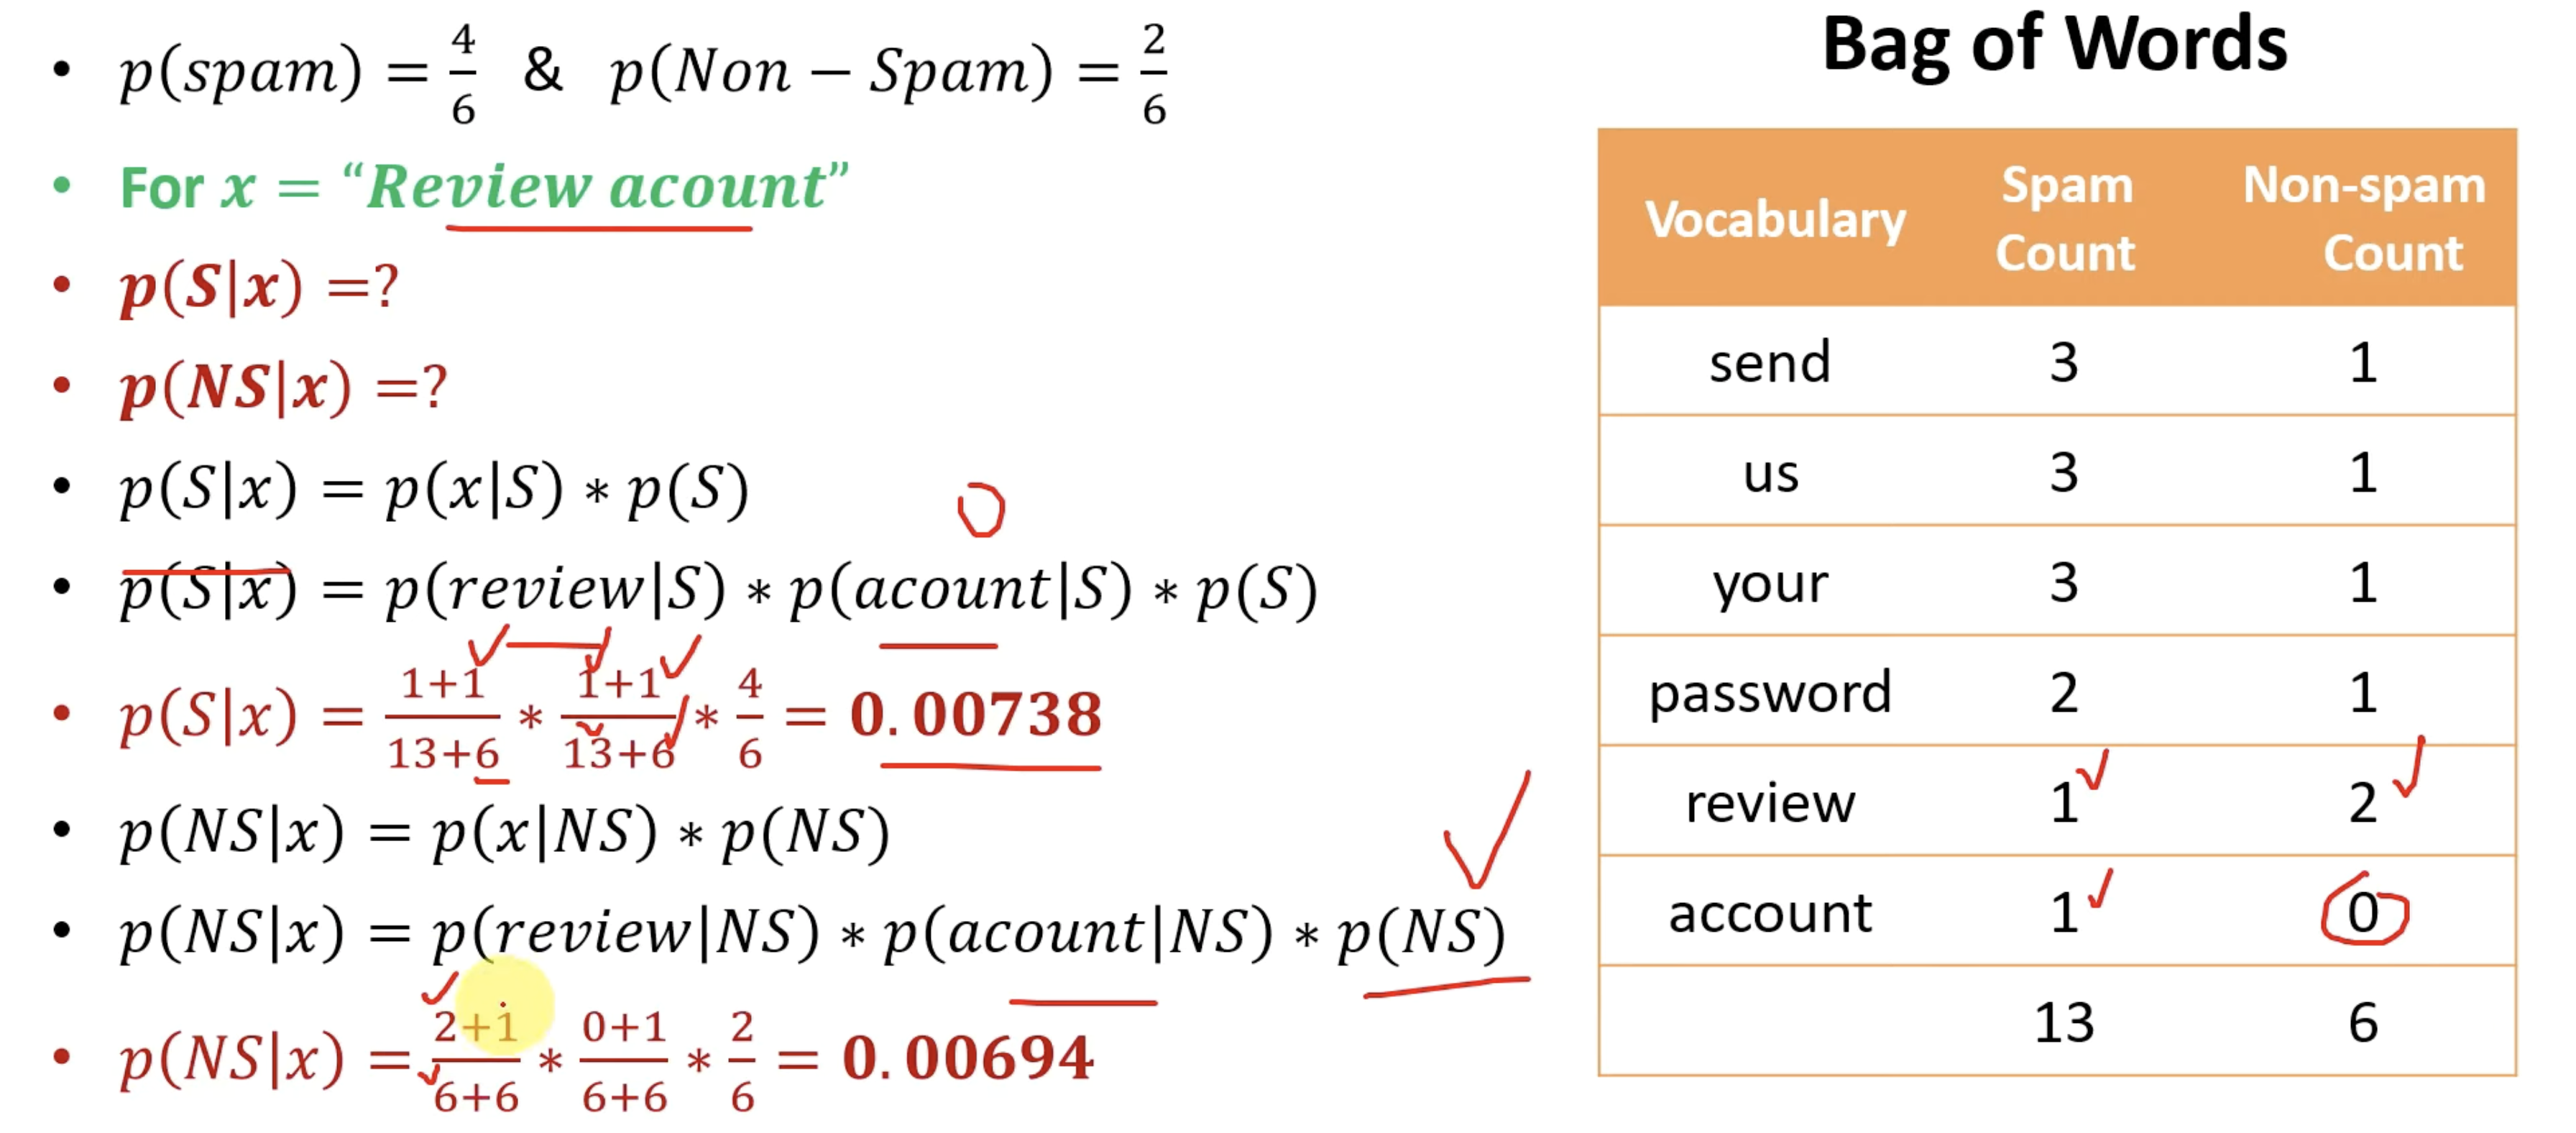 • p(spam) = 4/6 & p(Non − Spam) = 2/6
• For x = “Review acount”
• p(S|x) =?
• p(NS|x) =?
• p(S|x) = p(x|S) * p(S)
0
• p(S|x) = p(review|S) * p(acount|S) * p(S)
• p(S|x) = 1+1/13+6 * 1+1/13+6 * 4/6 = 0.00738
• p(NS|x) = p(x|NS) * p(NS)
• p(NS|x) = p(review|NS) * p(acount|NS) * p(NS)
• p(NS|x) = 2+1/6+6 * 0+1/6+6 * 2/6 = 0.00694
Bag of Words
Vocabulary Spam Count Non-spam Count
send 3 1
us 3 1
your 3 1
password 2 1
review 1 2
account 1 0
13 6